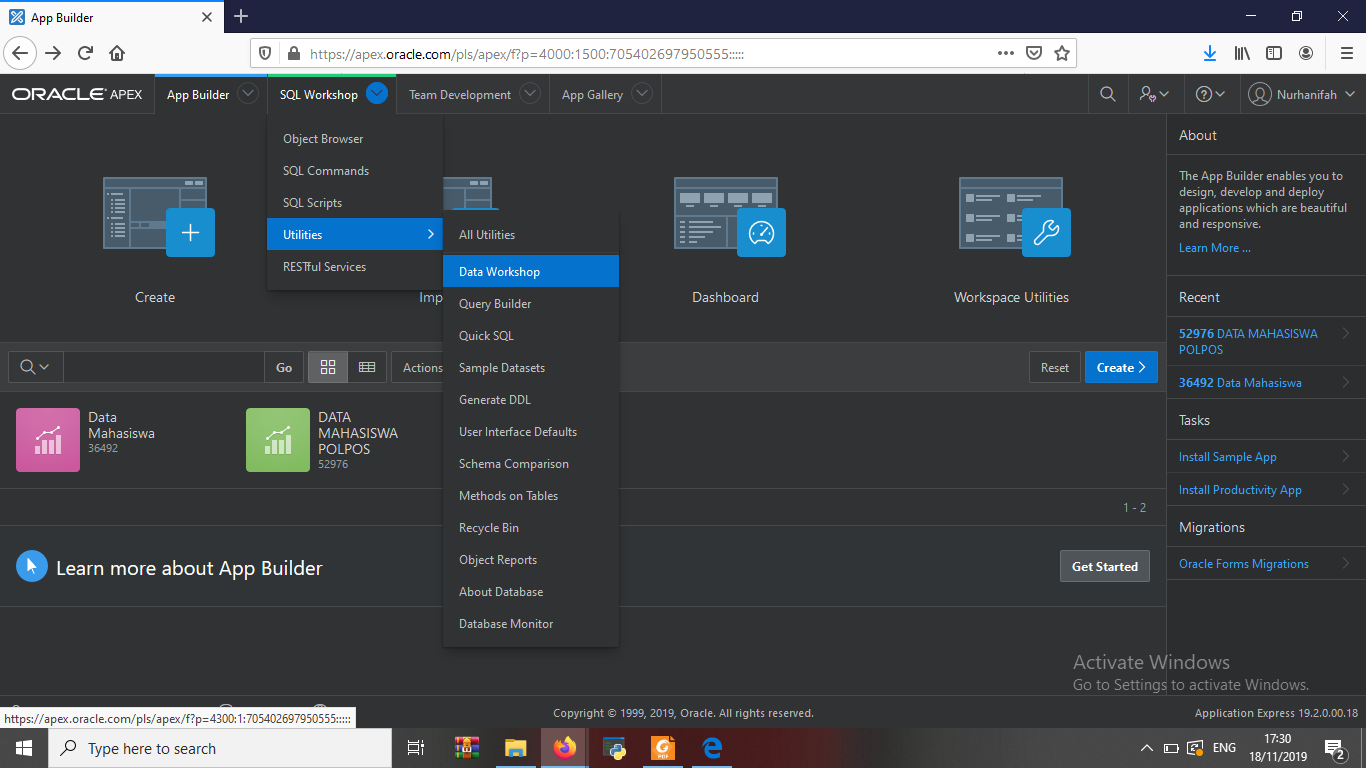 App Builder
https://apex.oracle.com/pls/apex/f?p=4000:1500:705402697950555:::::
ORACLE APEX
App Builder
SQL Workshop
Team Development
App Gallery
Nurhanifah
Object Browser
SQL Commands
SQL Scripts
Utilities
RESTful Services
All Utilities
Data Workshop
Query Builder
Quick SQL
Sample Datasets
Generate DDL
User Interface Defaults
Schema Comparison
Methods on Tables
Recycle Bin
Object Reports
About Database
Database Monitor
Create
Imp
Dashboard
Workspace Utilities
Go
Actions
Reset
Create
Data
Mahasiswa
36492
DATA
MAHASISWA
POLPOS
52976
1 - 2
Learn more about App Builder
Get Started
About
The App Builder enables you to
design, develop and deploy
applications which are beautiful
and responsive.
Learn More ...
Recent
52976 DATA MAHASISWA
POLPOS
36492 Data Mahasiswa
Tasks
Install Sample App
Install Productivity App
Migrations
Oracle Forms Migrations
Activate Windows
Go to Settings to activate Windows.
https://apex.oracle.com/pls/apex/f?p=4300:1:705402697950555:::::
Copyright © 1999, 2019, Oracle. All rights reserved.
Application Express 19.2.0.00.18
Type here to search
PDF
ENG
17:30
18/11/2019
2